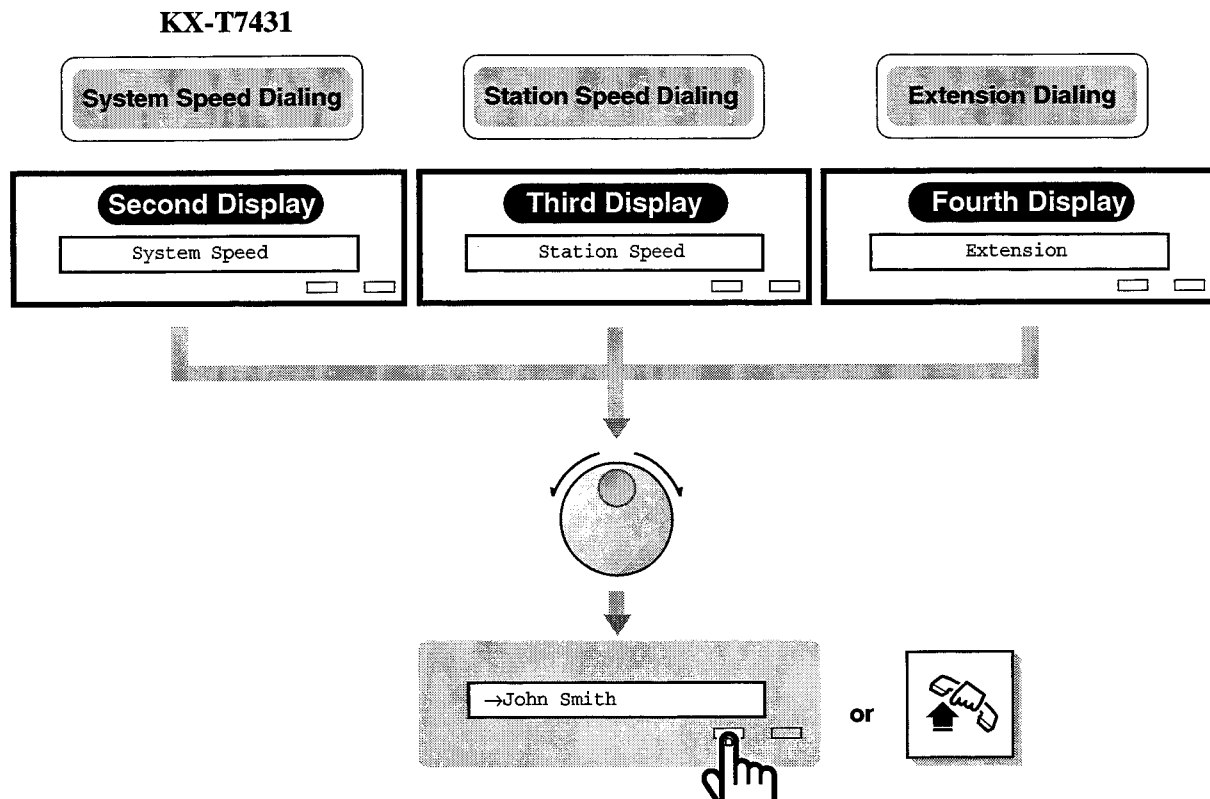 KX-T7431
System Speed Dialing
Station Speed Dialing
Extension Dialing
Second Display
System Speed
Third Display
Station Speed
Fourth Display
Extension
→John Smith
or